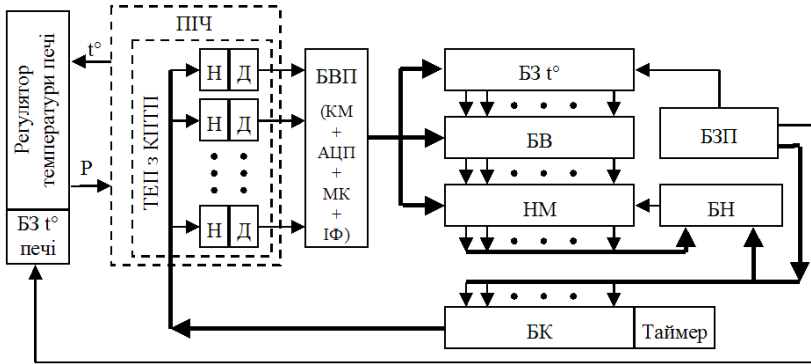 Регулятор
температури печі
БЗ t°
печі
t°
P
ПІЧ
ТЕП з КПТП
Н Д
Н Д
Н Д
БВП
(КМ
+
АЦП
+
МК
+
ІФ)
БЗ t°
БВ
НМ
БЗП
БН
БК
Таймер